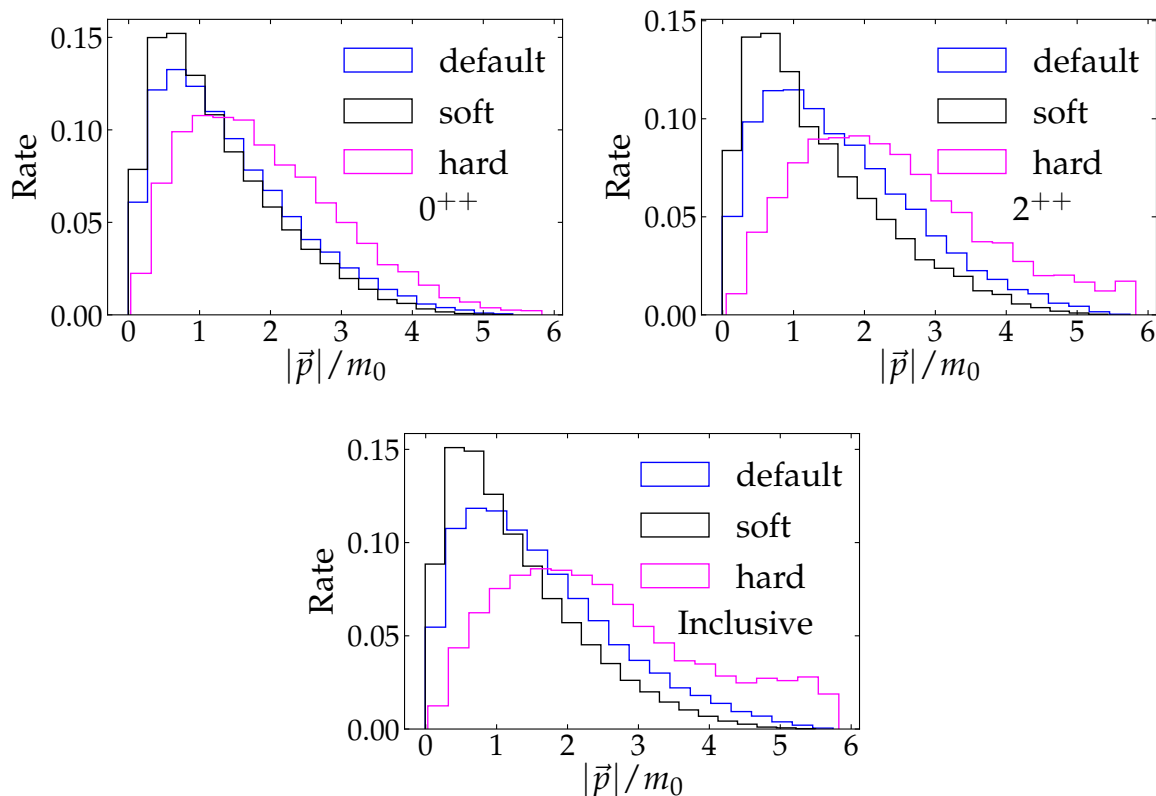 0.15
0.10
0.05
0.00
Rate
default
soft
hard
0⁺⁺
0 1 2 3 4 5 6
|p⃗|/m₀
0.15
0.10
0.05
0.00
Rate
default
soft
hard
2⁺⁺
0 1 2 3 4 5 6
|p⃗|/m₀
0.15
0.10
0.05
0.00
Rate
default
soft
hard
Inclusive
0 1 2 3 4 5 6
|p⃗|/m₀